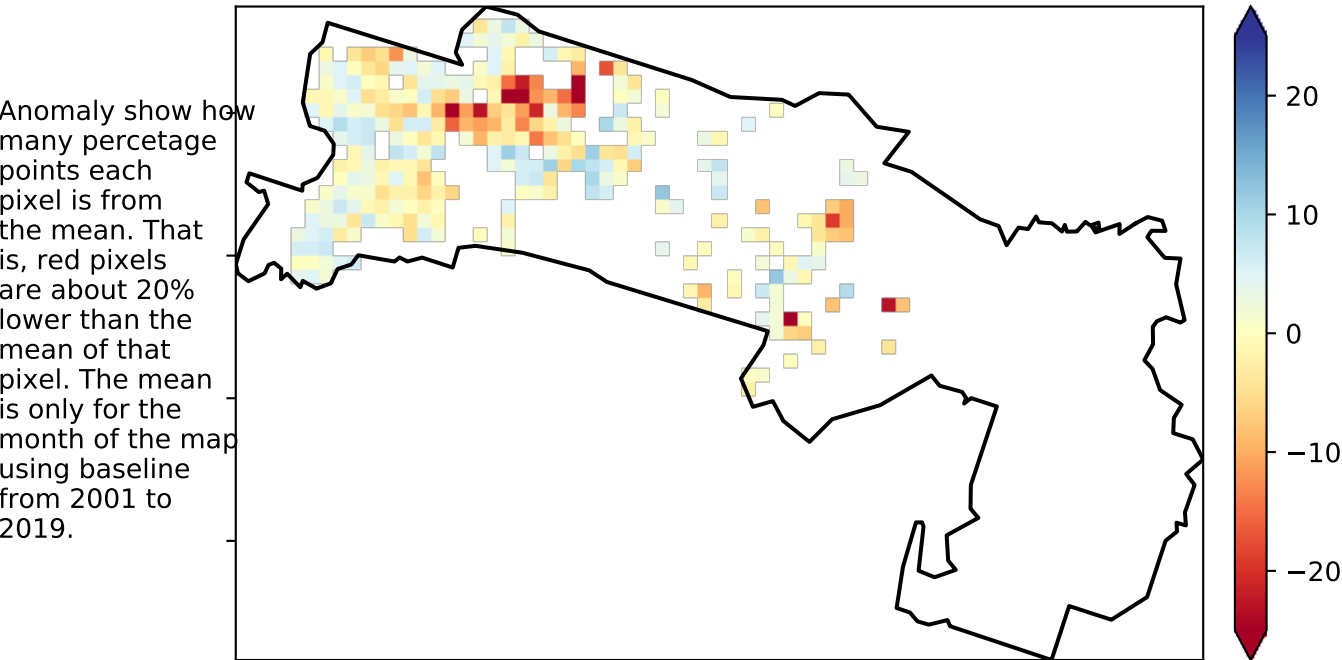 Anomaly show how
many percetage
points each
pixel is from
the mean. That
is, red pixels
are about 20%
lower than the
mean of that
pixel. The mean
is only for the
month of the map
using baseline
from 2001 to
2019.
20
10
0
−10
−20